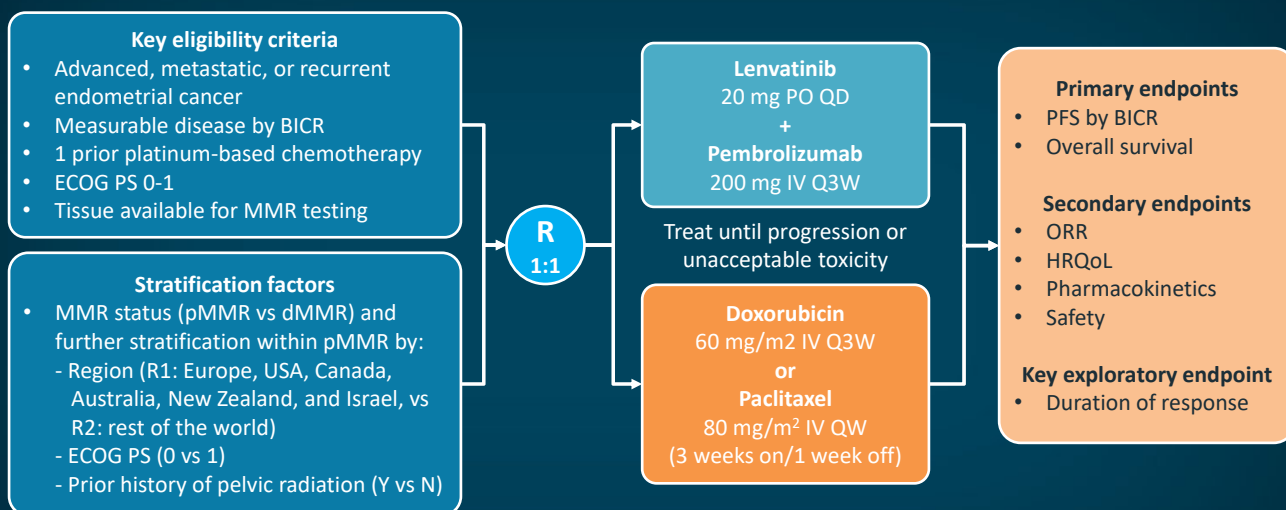 Key eligibility criteria
• Advanced, metastatic, or recurrent
endometrial cancer
• Measurable disease by BICR
• 1 prior platinum-based chemotherapy
• ECOG PS 0-1
• Tissue available for MMR testing
Stratification factors
• MMR status (pMMR vs dMMR) and
further stratification within pMMR by:
- Region (R1: Europe, USA, Canada,
Australia, New Zealand, and Israel, vs
R2: rest of the world)
- ECOG PS (0 vs 1)
- Prior history of pelvic radiation (Y vs N)
R
1:1
Lenvatinib
20 mg PO QD
+
Pembrolizumab
200 mg IV Q3W
Treat until progression or
unacceptable toxicity
Doxorubicin
60 mg/m2 IV Q3W
or
Paclitaxel
80 mg/m² IV QW
(3 weeks on/1 week off)
Primary endpoints
• PFS by BICR
• Overall survival
Secondary endpoints
• ORR
• HRQoL
• Pharmacokinetics
• Safety
Key exploratory endpoint
• Duration of response